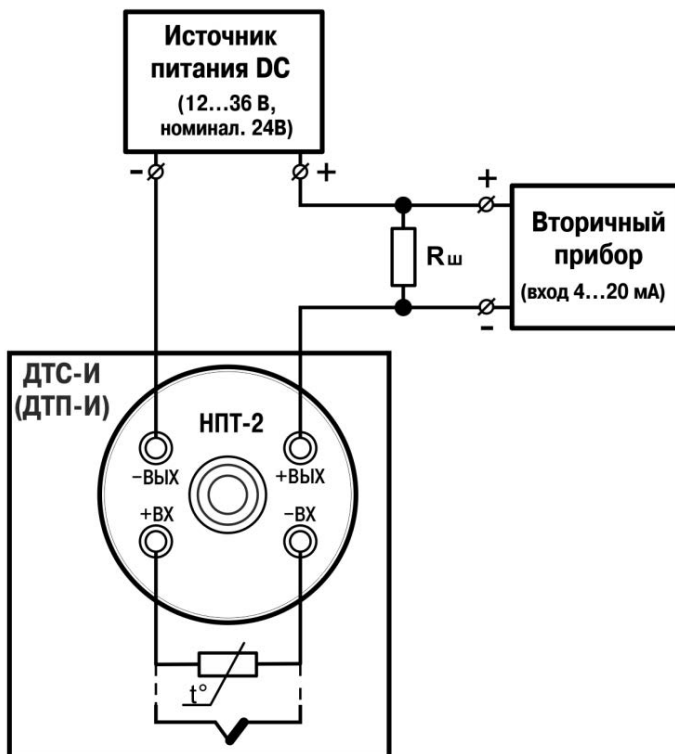 Источник
питания DC
(12...36 В,
номинал. 24В)
- +
+
Rш
Вторичный
прибор
(вход 4...20 мА)
-
ДТС-И
(ДТП-И)
НПТ-2
–ВЫХ +ВЫХ
+ВХ –ВХ
t°